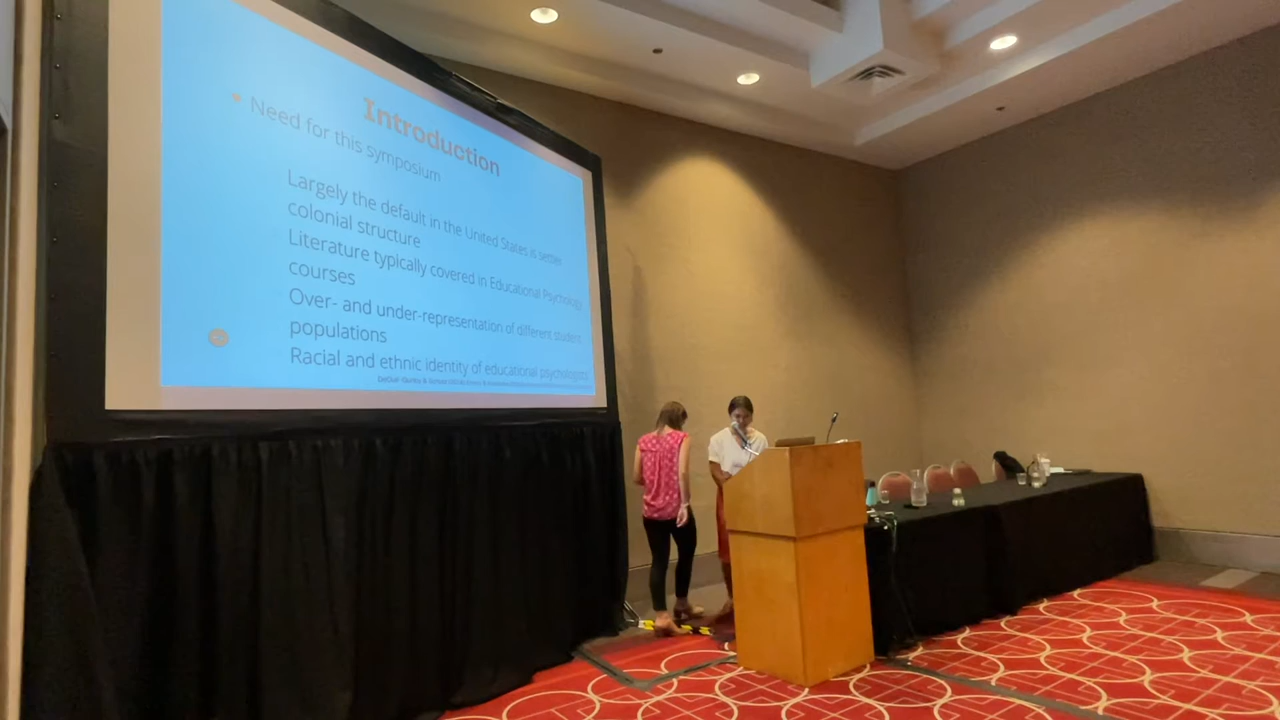 Introduction
Need for this symposium
Largely the default in the United States is settler
colonial structure
Literature typically covered in Educational Psychology
courses
Over- and under-representation of different student
populations
Racial and ethnic identity of educational psychologists